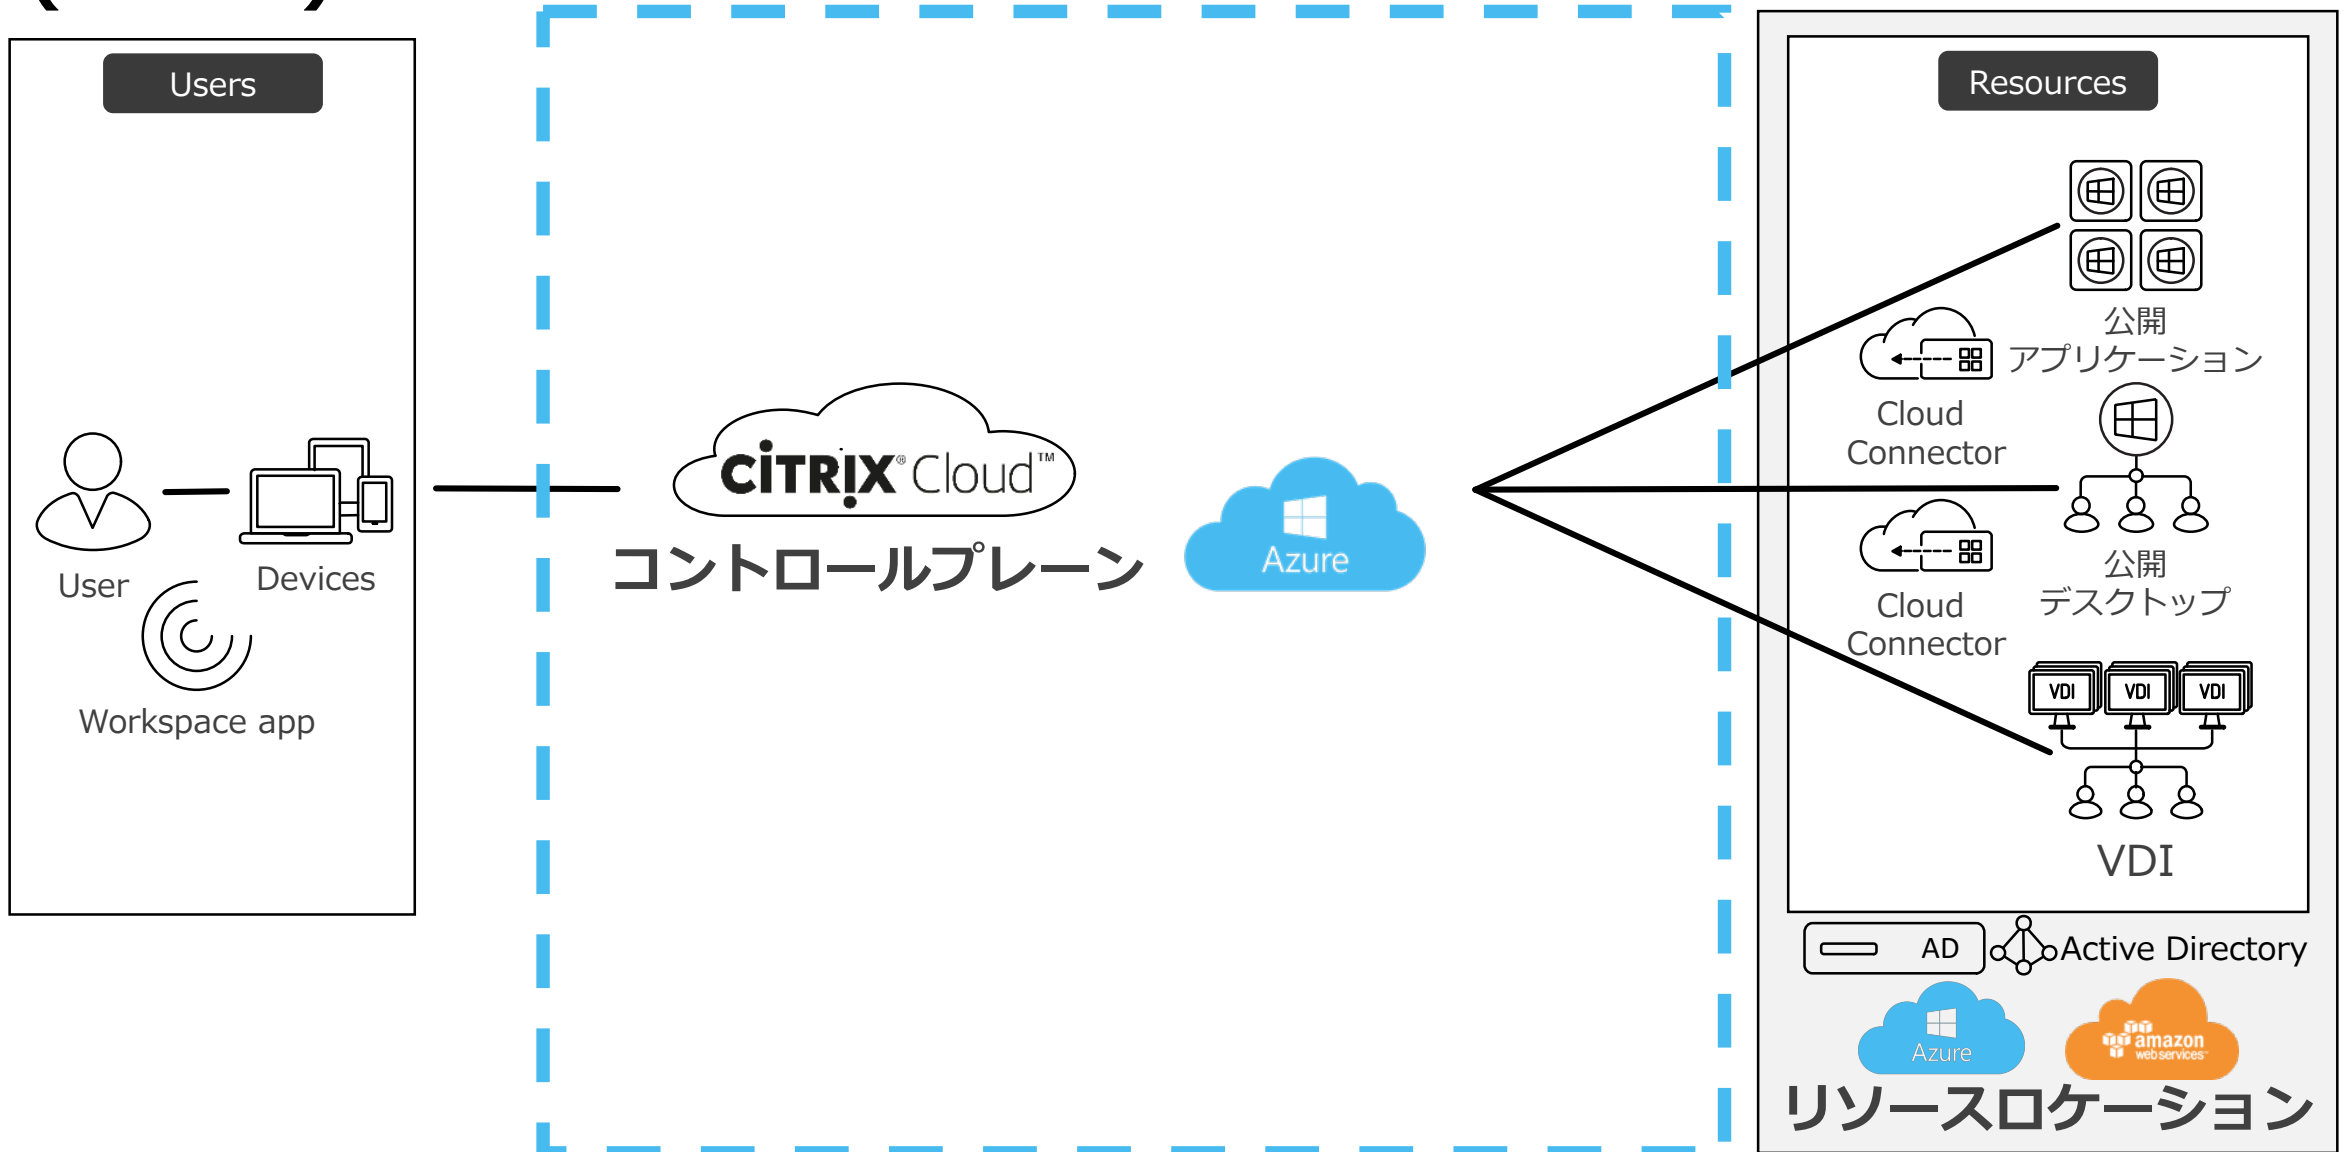 Users
User
Devices
Workspace app
CİTRIX® Cloud™
コントロールプレーン
Azure
Resources
公開
アプリケーション
Cloud
Connector
公開
デスクトップ
Cloud
Connector
VDI
VDI
VDI
VDI
AD
Active Directory
Azure
amazon
web services™
リソースロケーション